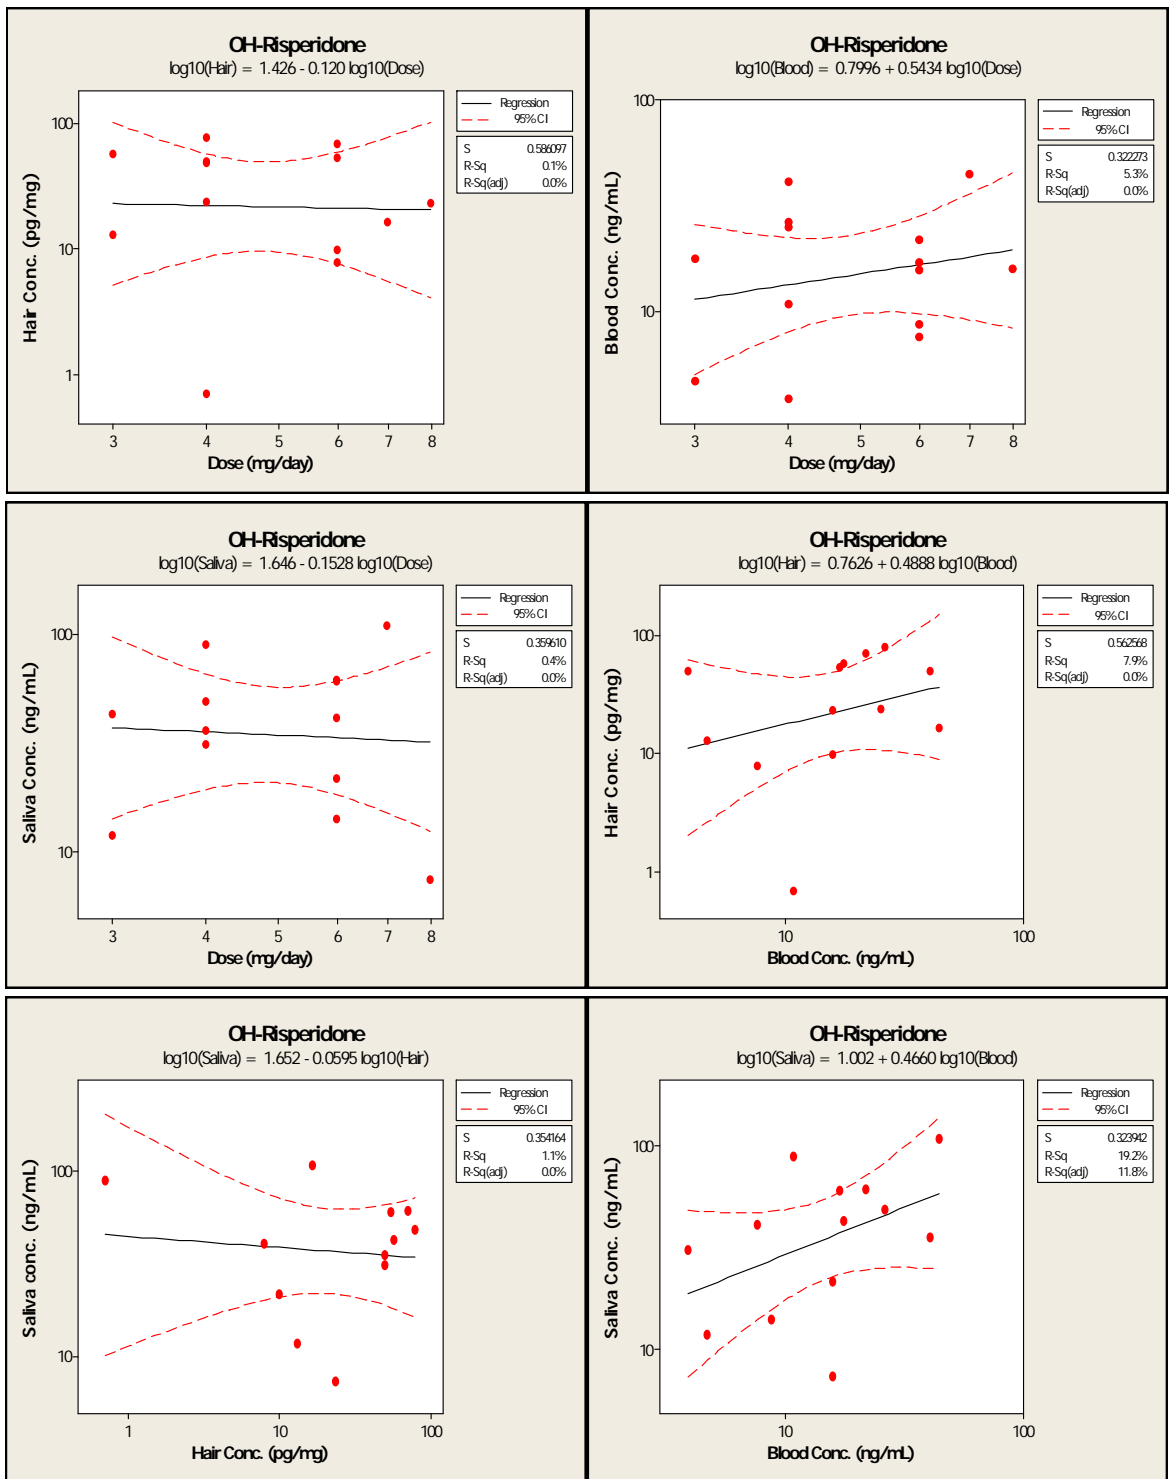 OH-Risperidone
log10(Hair) = 1.426 - 0.120 log10(Dose)
Regression
95% CI
S 0.586097
R-Sq 0.1%
R-Sq(adj) 0.0%
100
10
1
Hair Conc. (pg/mg)
3 4 5 6 7 8
Dose (mg/day)
OH-Risperidone
log10(Blood) = 0.7996 + 0.5434 log10(Dose)
Regression
95% CI
S 0.322273
R-Sq 5.3%
R-Sq(adj) 0.0%
100
10
Blood Conc. (ng/mL)
3 4 5 6 7 8
Dose (mg/day)
OH-Risperidone
log10(Saliva) = 1.646 - 0.1528 log10(Dose)
Regression
95% CI
S 0.359610
R-Sq 0.4%
R-Sq(adj) 0.0%
100
10
Saliva Conc. (ng/mL)
3 4 5 6 7 8
Dose (mg/day)
OH-Risperidone
log10(Hair) = 0.7626 + 0.4888 log10(Blood)
Regression
95% CI
S 0.562568
R-Sq 7.9%
R-Sq(adj) 0.0%
100
10
1
Hair Conc. (pg/mg)
10 100
Blood Conc. (ng/mL)
OH-Risperidone
log10(Saliva) = 1.652 - 0.0595 log10(Hair)
Regression
95% CI
S 0.354164
R-Sq 1.1%
R-Sq(adj) 0.0%
100
10
Saliva conc. (ng/mL)
1 10 100
Hair Conc. (pg/mg)
OH-Risperidone
log10(Saliva) = 1.002 + 0.4660 log10(Blood)
Regression
95% CI
S 0.323942
R-Sq 19.2%
R-Sq(adj) 11.8%
100
10
Saliva Conc. (ng/mL)
10 100
Blood Conc. (ng/mL)